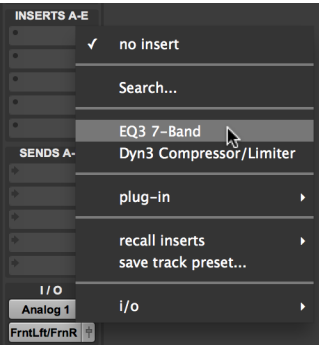 INSERTS A-E
✓ no insert
Search...
EQ3 7-Band
Dyn3 Compressor/Limiter
SENDS A-
plug-in
recall inserts
save track preset...
I / O
i/o
Analog 1
FrntLft/FrnR